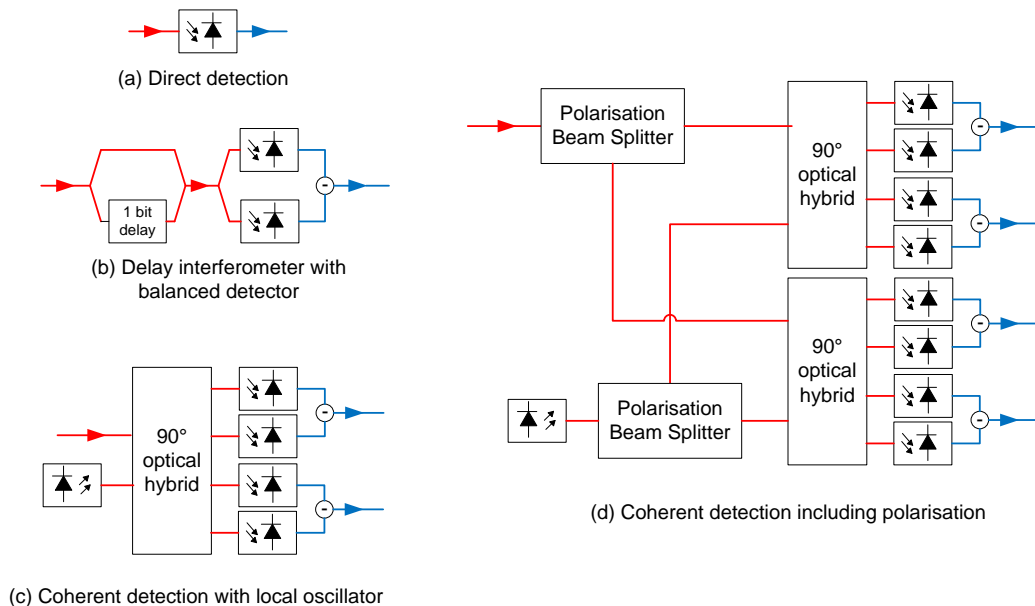 (a) Direct detection
1 bit
delay
-
(b) Delay interferometer with
balanced detector
90°
optical
hybrid
-
-
(c) Coherent detection with local oscillator
Polarisation
Beam Splitter
90°
optical
hybrid
-
-
Polarisation
Beam Splitter
90°
optical
hybrid
-
-
(d) Coherent detection including polarisation